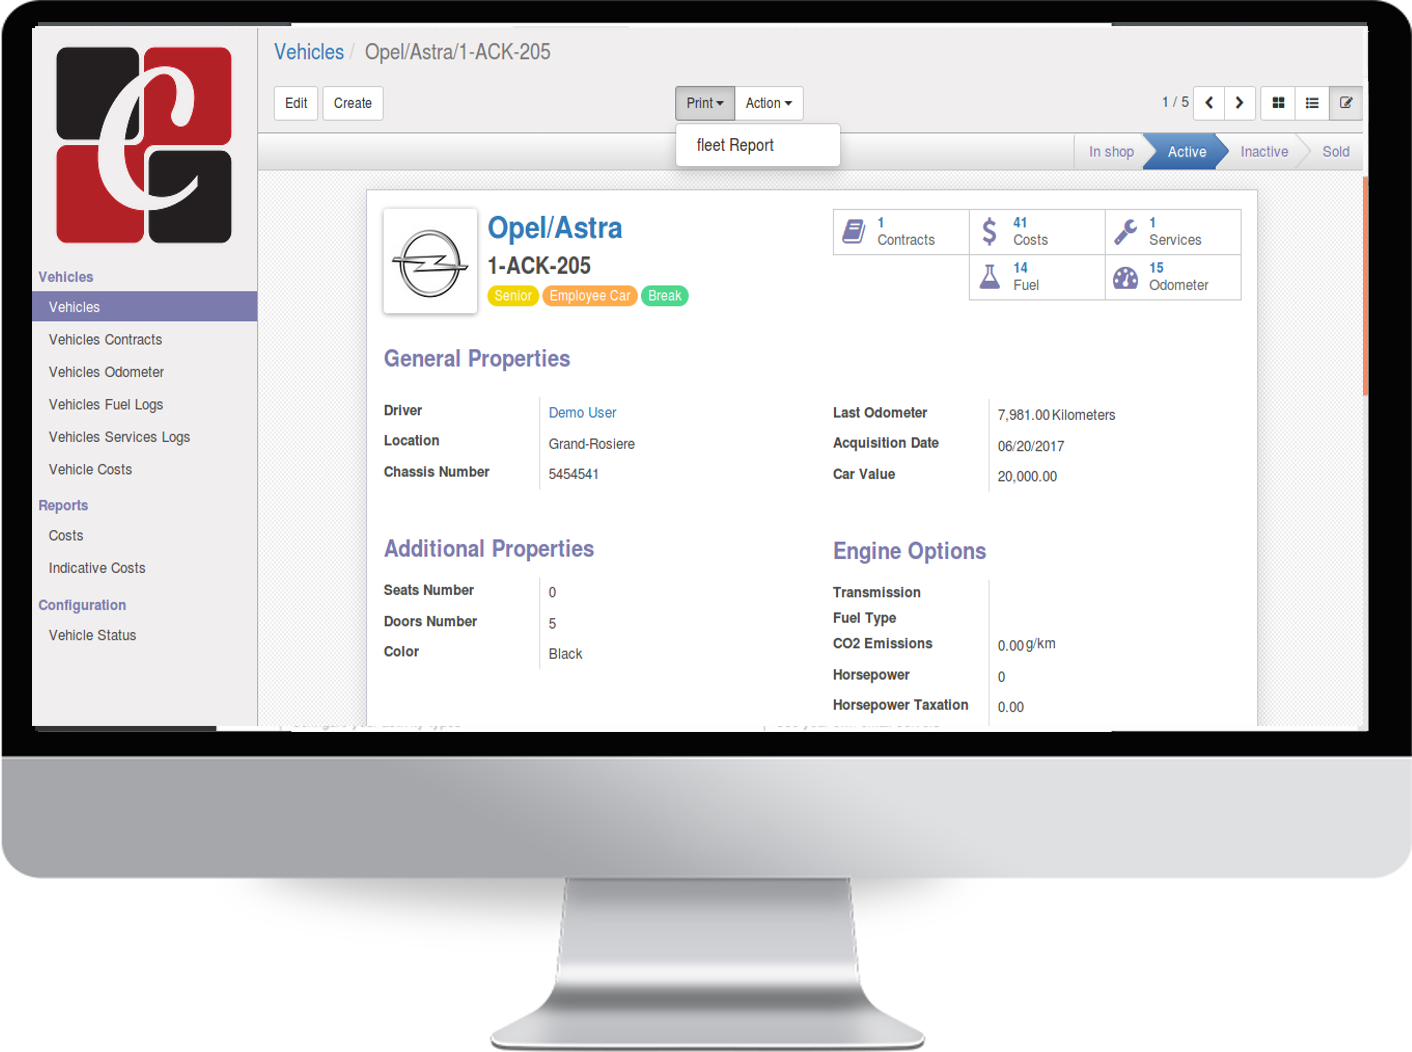 C
Vehicles / Opel/Astra/1-ACK-205
Edit Create Print Action 1 / 5
fleet Report
In shop Active Inactive Sold
Vehicles
Vehicles
Vehicles Contracts
Vehicles Odometer
Vehicles Fuel Logs
Vehicles Services Logs
Vehicle Costs
Reports
Costs
Indicative Costs
Configuration
Vehicle Status
Opel/Astra
1-ACK-205
Senior Employee Car Break
1 Contracts
41 Costs
1 Services
14 Fuel
15 Odometer
General Properties
Driver Demo User
Location Grand-Rosiere
Chassis Number 5454541
Last Odometer 7,981.00 Kilometers
Acquisition Date 06/20/2017
Car Value 20,000.00
Additional Properties
Seats Number 0
Doors Number 5
Color Black
Engine Options
Transmission
Fuel Type
CO2 Emissions 0.00 g/km
Horsepower 0
Horsepower Taxation 0.00